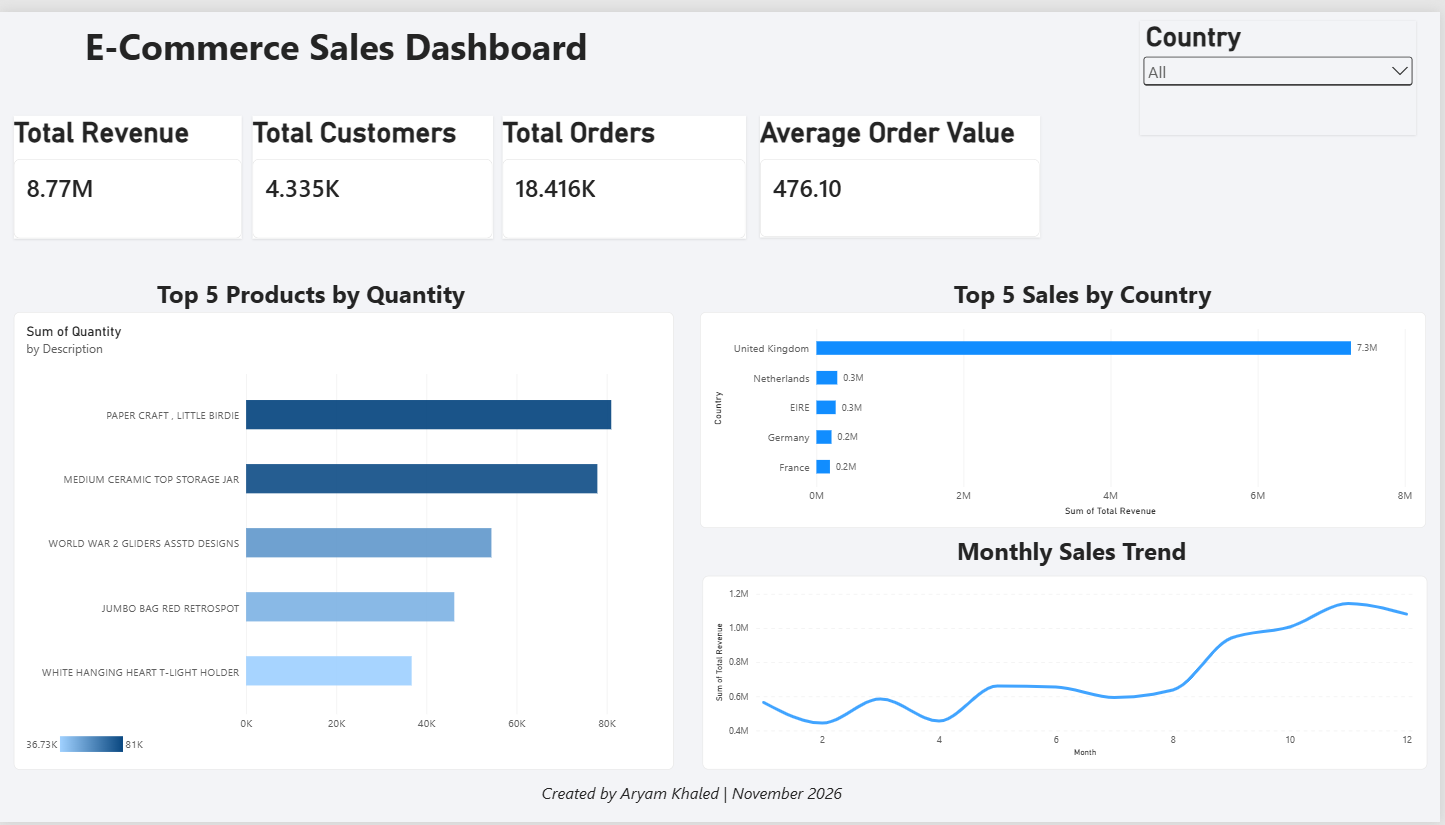 E-Commerce Sales Dashboard
Country
All
Total Revenue
8.77M
Total Customers
4.335K
Total Orders
18.416K
Average Order Value
476.10
Top 5 Products by Quantity
Sum of Quantity
by Description
PAPER CRAFT , LITTLE BIRDIE
MEDIUM CERAMIC TOP STORAGE JAR
WORLD WAR 2 GLIDERS ASSTD DESIGNS
JUMBO BAG RED RETROSPOT
WHITE HANGING HEART T-LIGHT HOLDER
0K 20K 40K 60K 80K
36.73K 81K
Top 5 Sales by Country
Country
United Kingdom 7.3M
Netherlands 0.3M
EIRE 0.3M
Germany 0.2M
France 0.2M
0M 2M 4M 6M 8M
Sum of Total Revenue
Monthly Sales Trend
Sum of Total Revenue
1.2M
1.0M
0.8M
0.6M
0.4M
2 4 6 8 10 12
Month
Created by Aryam Khaled | November 2026